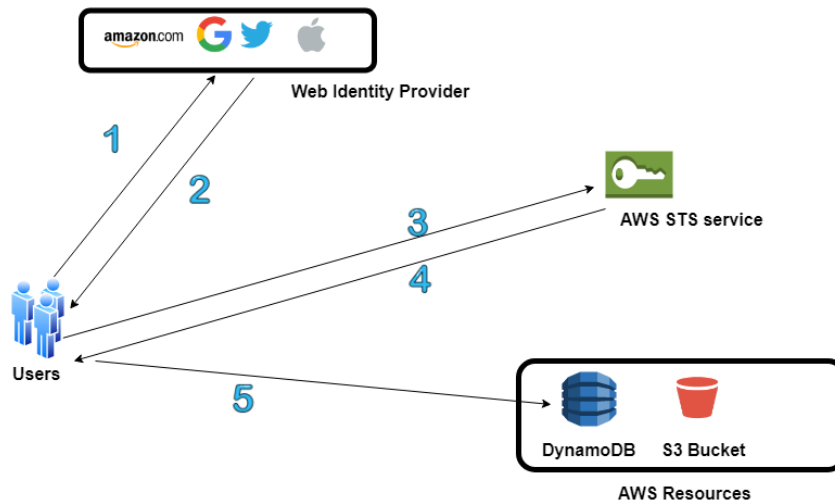 amazon.com
Web Identity Provider
1
2
3
AWS STS service
4
Users
5
DynamoDB
S3 Bucket
AWS Resources